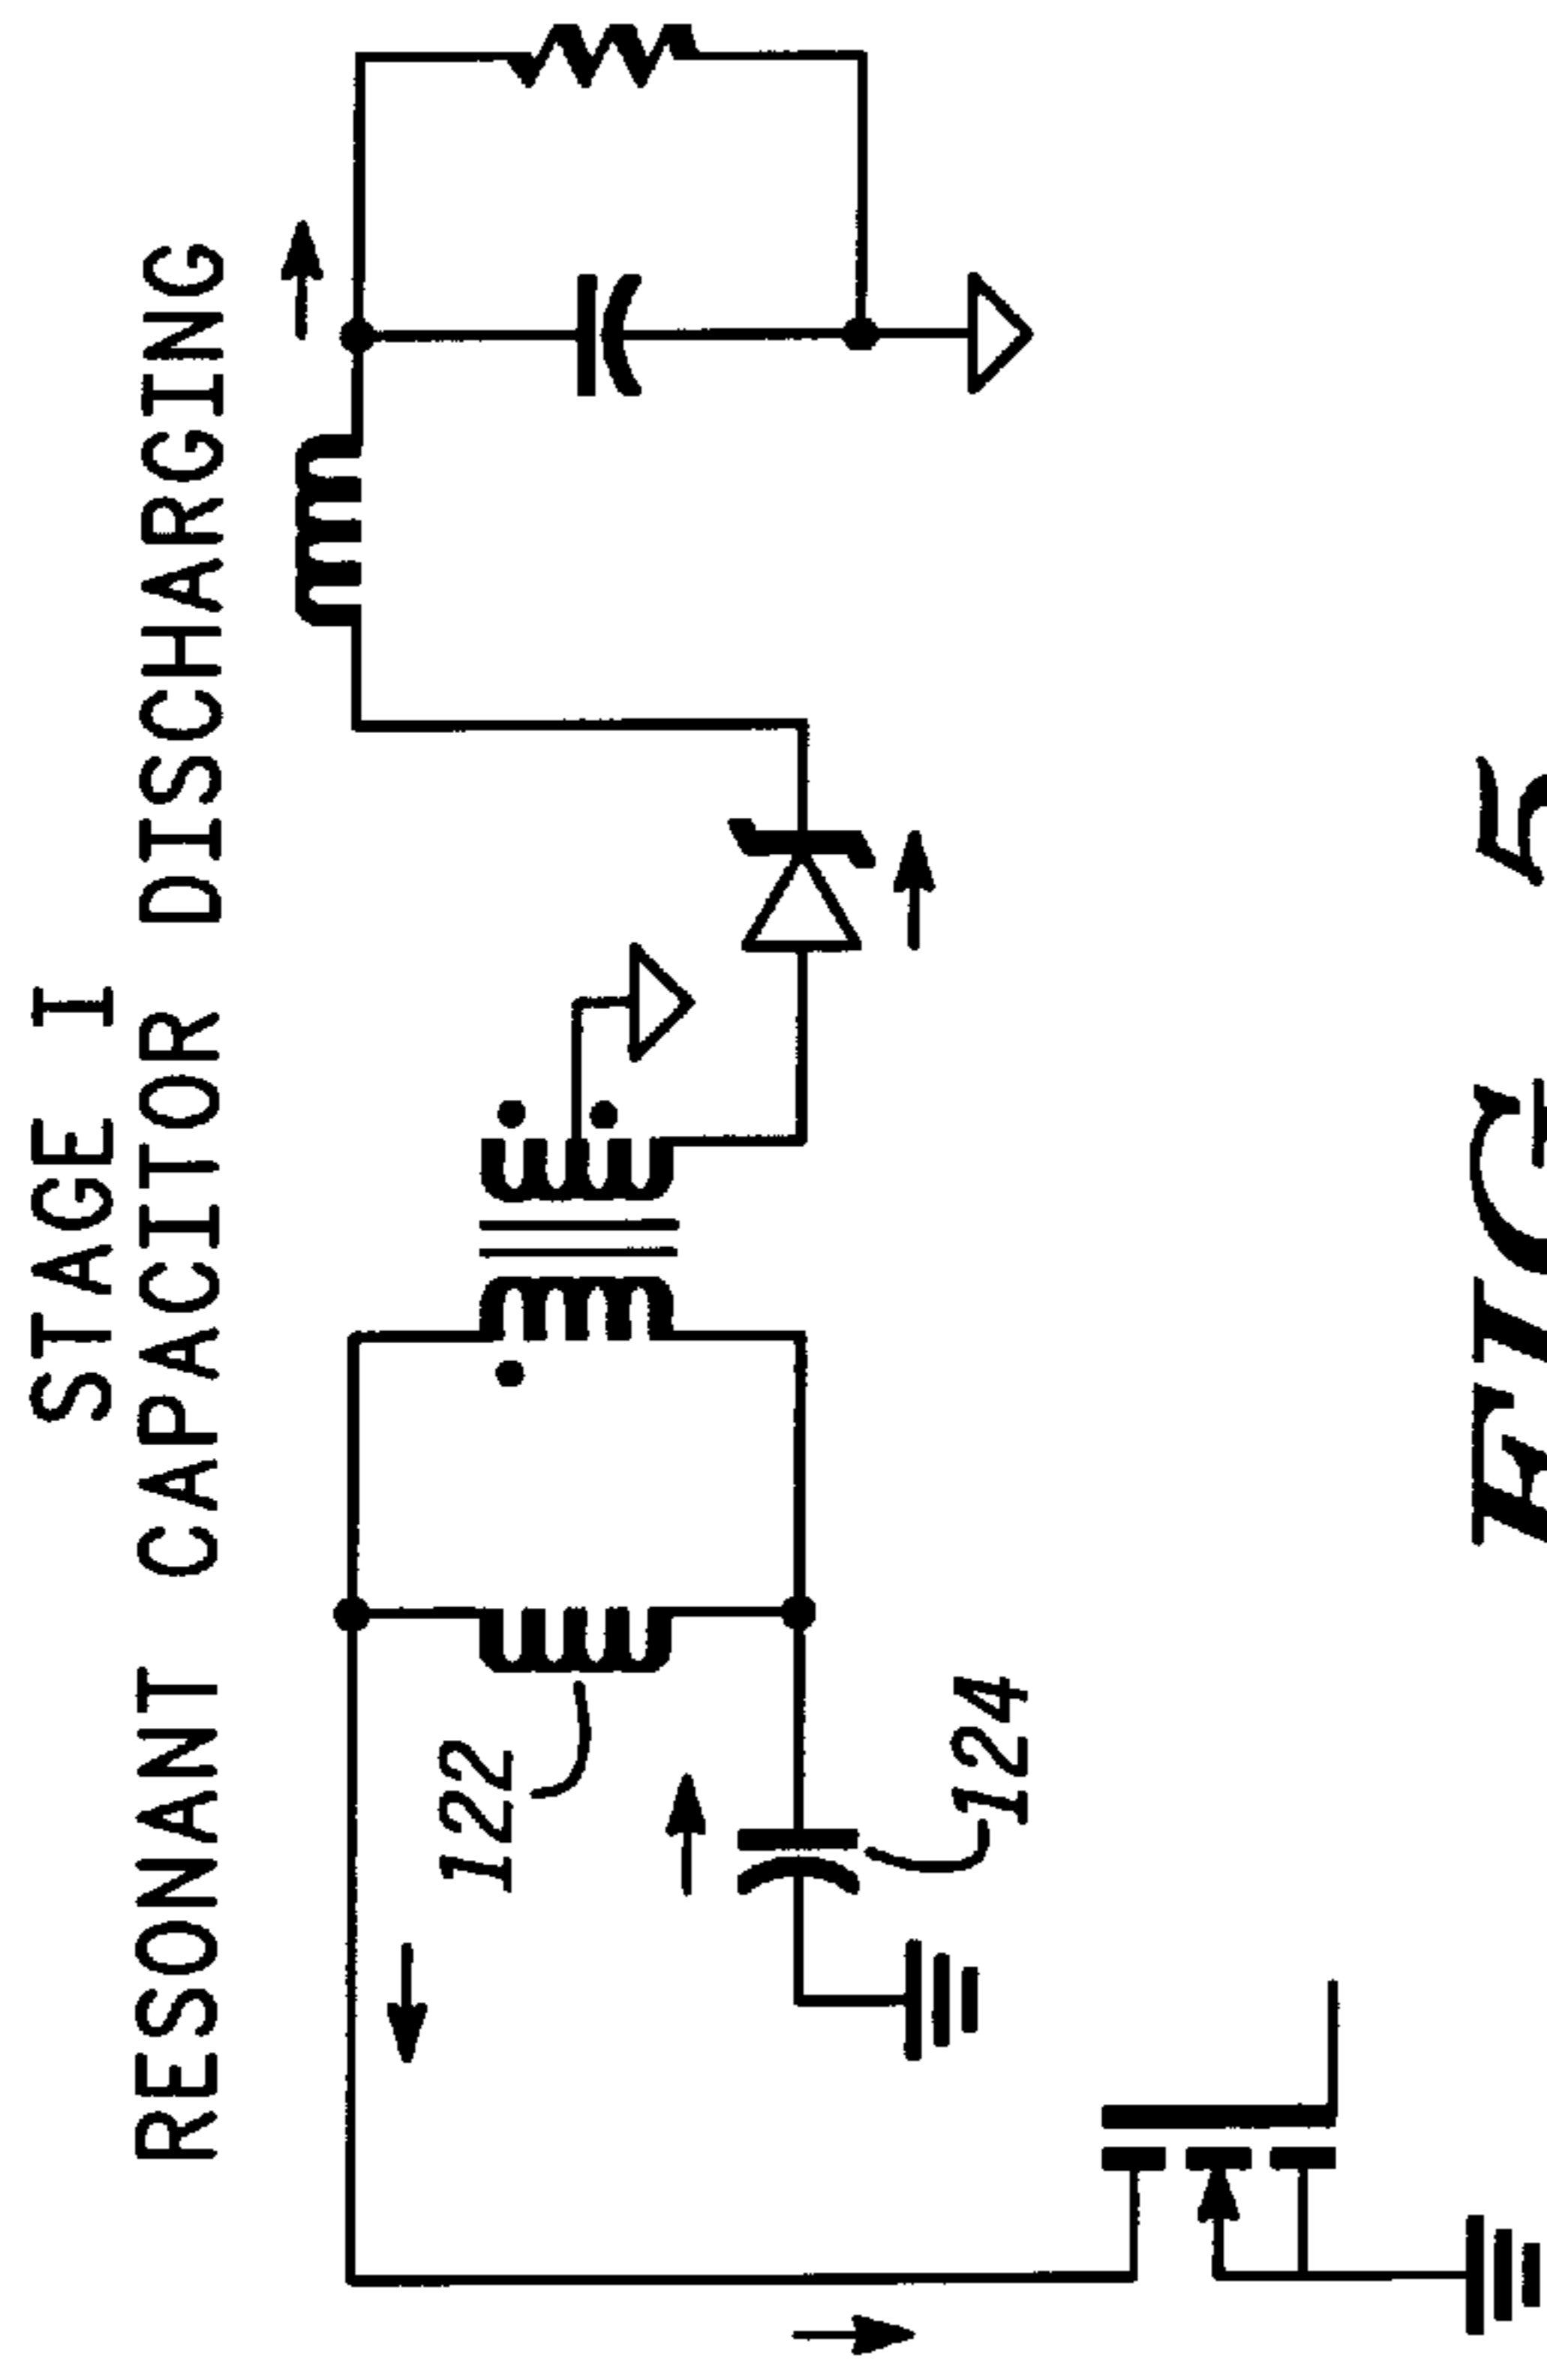 STAGE I
RESONANT CAPACITOR DISCHARGING
122
124
FIG 5